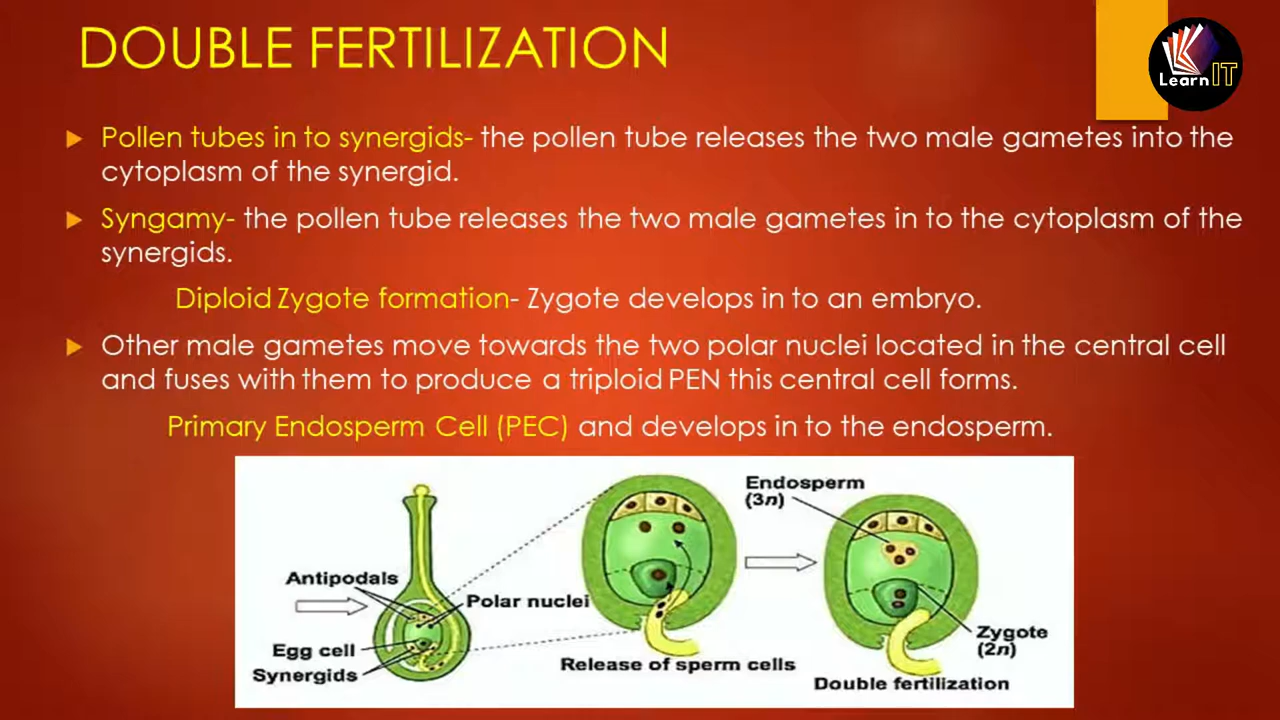 DOUBLE FERTILIZATION
Learn IT
Pollen tubes in to synergids- the pollen tube releases the two male gametes into the
cytoplasm of the synergid.
Syngamy- the pollen tube releases the two male gametes in to the cytoplasm of the
synergids.
Diploid Zygote formation- Zygote develops in to an embryo.
Other male gametes move towards the two polar nuclei located in the central cell
and fuses with them to produce a triploid PEN this central cell forms.
Primary Endosperm Cell (PEC) and develops in to the endosperm.
Antipodals
Polar nuclei
Egg cell
Synergids
Release of sperm cells
Endosperm
(3n)
Zygote
(2n)
Double fertilization